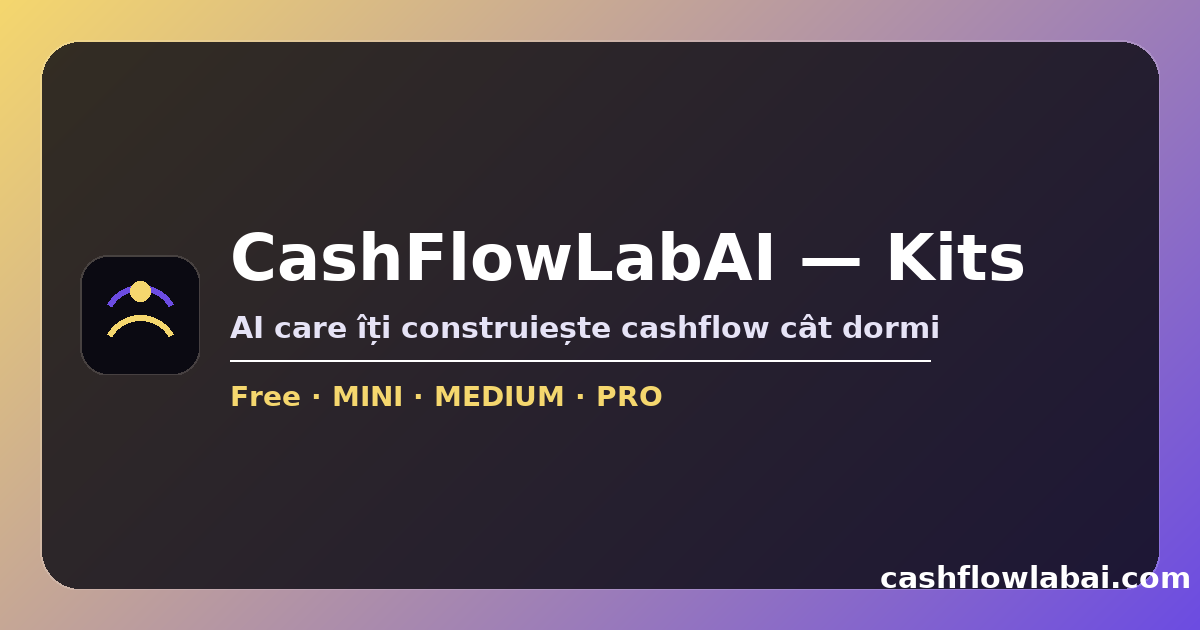 CashFlowLabAI — Kits
AI care îți construiește cashflow cât dormi
Free · MINI · MEDIUM · PRO
cashflowlabai.com